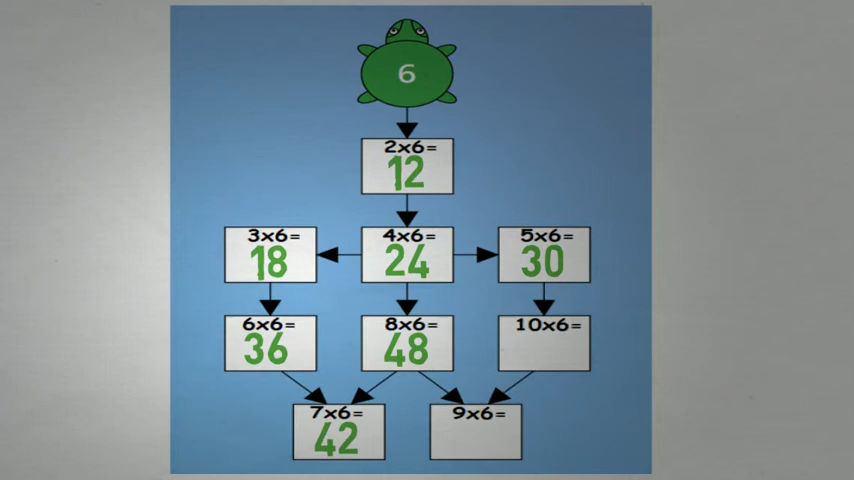 6
2x6=
12
3x6= 4x6= 5x6=
18 24 30
6x6= 8x6= 10x6=
36 48
7x6= 9x6=
42